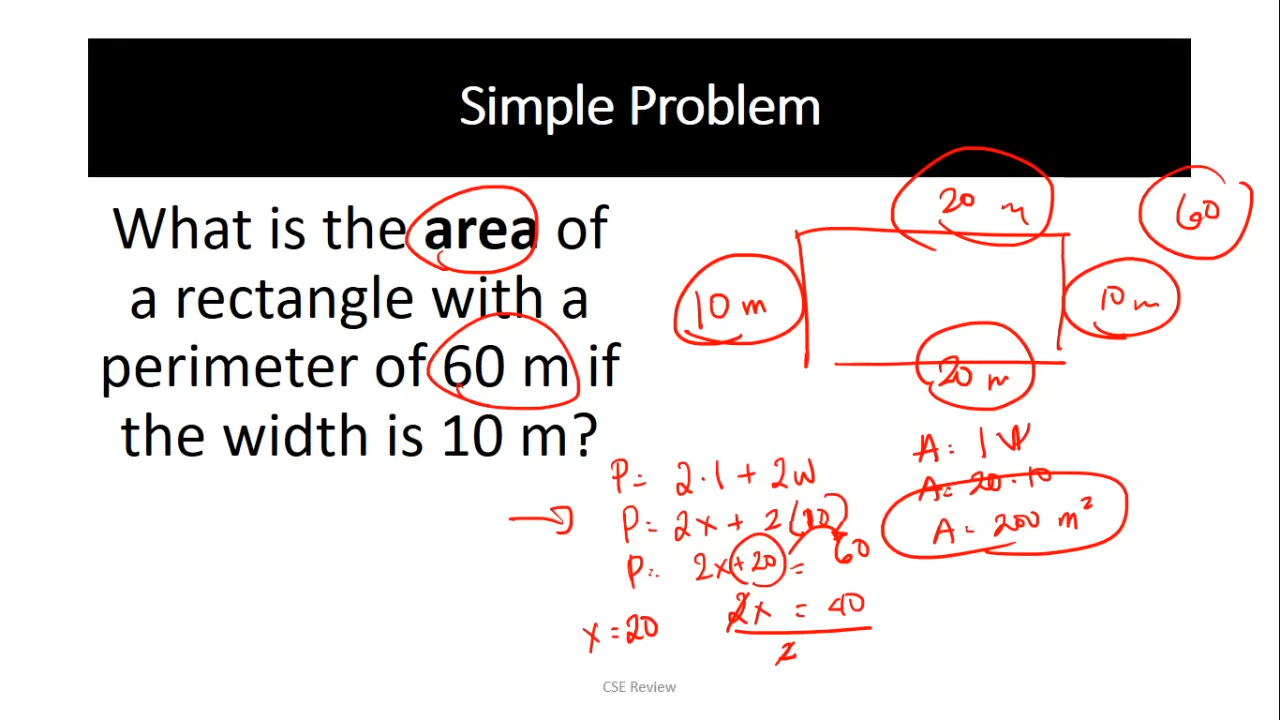 Simple Problem
What is the area of
a rectangle with a
perimeter of 60 m if
the width is 10 m?
20 m
60
10 m
10 m
20 m
P= 2·l + 2w
P= 2x + 2(10)
P= 2x+20 = 60
2x = 40
2
x=20
A= lw
A= 20·10
A= 200 m²
CSE Review